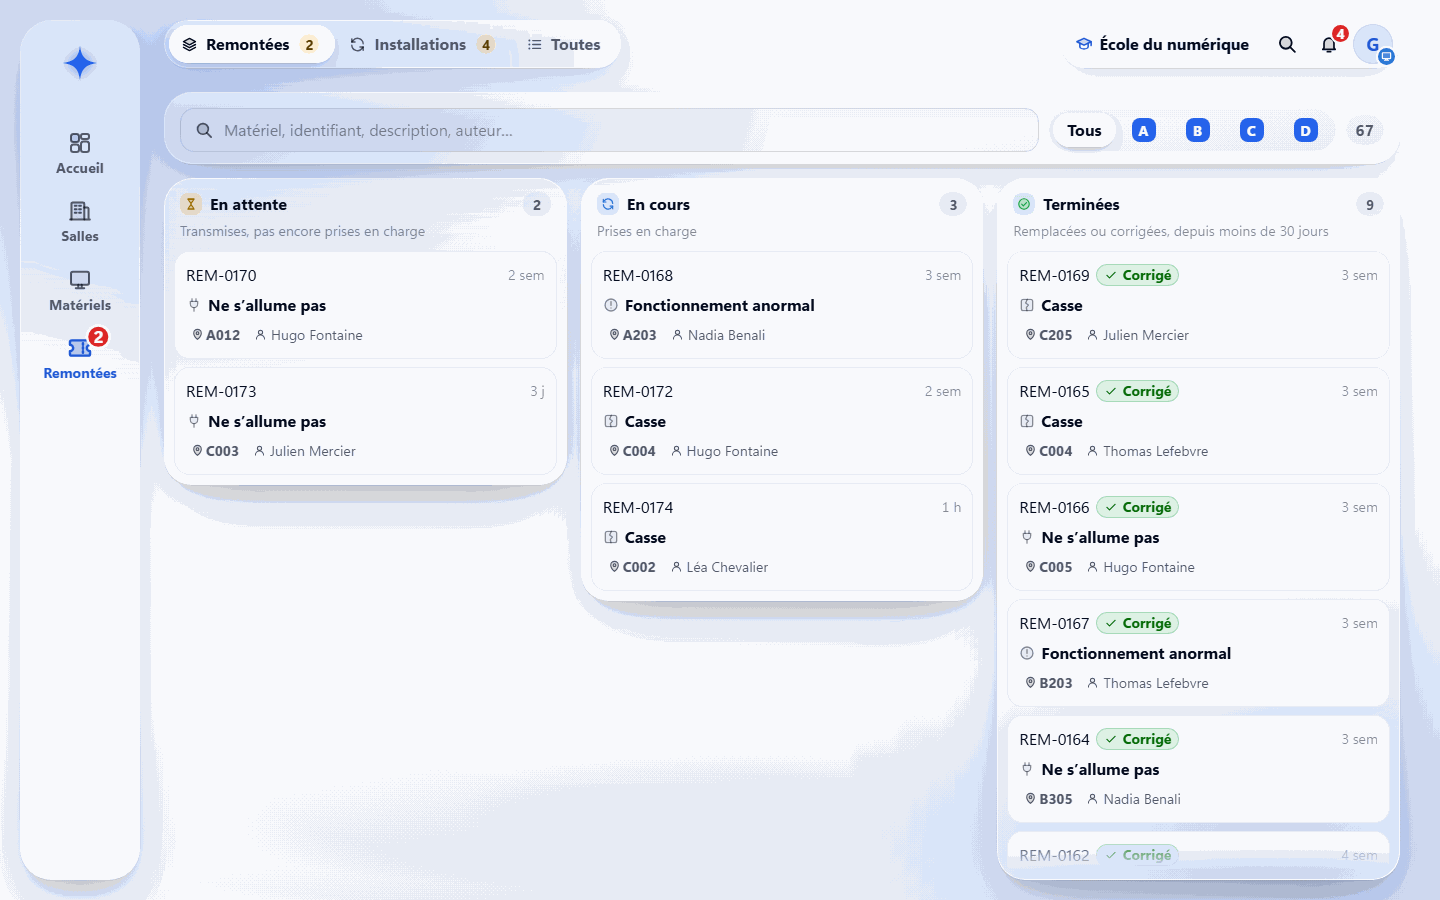 Remontées 2
Installations 4
Toutes
École du numérique
4
G
Accueil
Salles
Matériels
2
Remontées
Matériel, identifiant, description, auteur...
Tous
A
B
C
D
67
En attente 2
Transmises, pas encore prises en charge
REM-0170 2 sem
Ne s’allume pas
A012 Hugo Fontaine
REM-0173 3 j
Ne s’allume pas
C003 Julien Mercier
En cours 3
Prises en charge
REM-0168 3 sem
Fonctionnement anormal
A203 Nadia Benali
REM-0172 2 sem
Casse
C004 Hugo Fontaine
REM-0174 1 h
Casse
C002 Léa Chevalier
Terminées 9
Remplacées ou corrigées, depuis moins de 30 jours
REM-0169 Corrigé 3 sem
Casse
C205 Julien Mercier
REM-0165 Corrigé 3 sem
Casse
C004 Thomas Lefebvre
REM-0166 Corrigé 3 sem
Ne s’allume pas
C005 Hugo Fontaine
REM-0167 Corrigé 3 sem
Fonctionnement anormal
B203 Thomas Lefebvre
REM-0164 Corrigé 3 sem
Ne s’allume pas
B305 Nadia Benali
REM-0162 Corrigé 4 sem